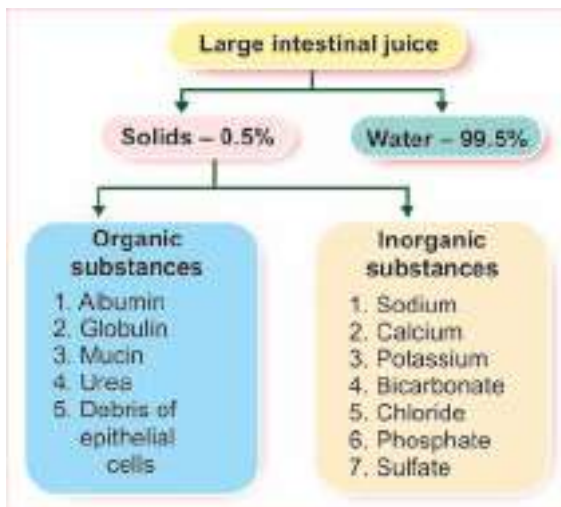 Large intestinal juice
Solids – 0.5%
Water – 99.5%
Organic
substances
1. Albumin
2. Globulin
3. Mucin
4. Urea
5. Debris of
epithelial
cells
Inorganic
substances
1. Sodium
2. Calcium
3. Potassium
4. Bicarbonate
5. Chloride
6. Phosphate
7. Sulfate